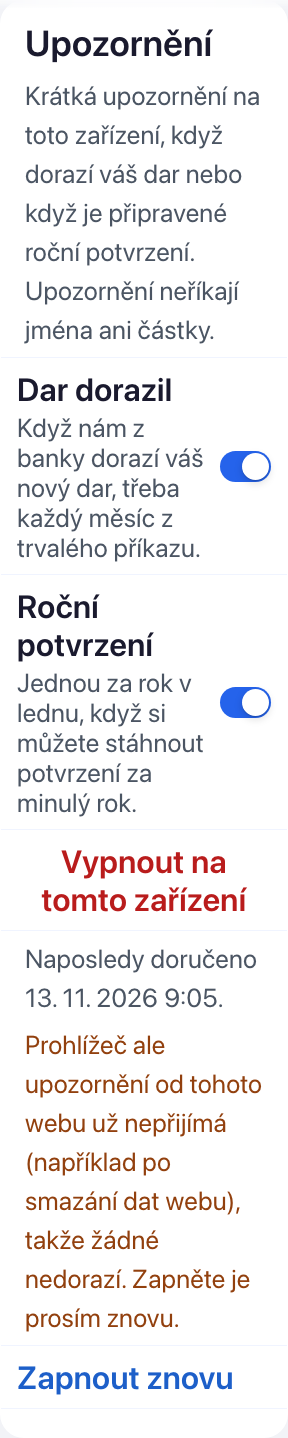 Upozornění
Krátká upozornění na
toto zařízení, když
dorazí váš dar nebo
když je připravené
roční potvrzení.
Upozornění neříkají
jména ani částky.
Dar dorazil
Když nám z
banky dorazí váš
nový dar, třeba
každý měsíc z
trvalého příkazu.
Roční
potvrzení
Jednou za rok v
lednu, když si
můžete stáhnout
potvrzení za
minulý rok.
Vypnout na
tomto zařízení
Naposledy doručeno
13. 11. 2026 9:05.
Prohlížeč ale
upozornění od tohoto
webu už nepřijímá
(například po
smazání dat webu),
takže žádné
nedorazí. Zapněte je
prosím znovu.
Zapnout znovu